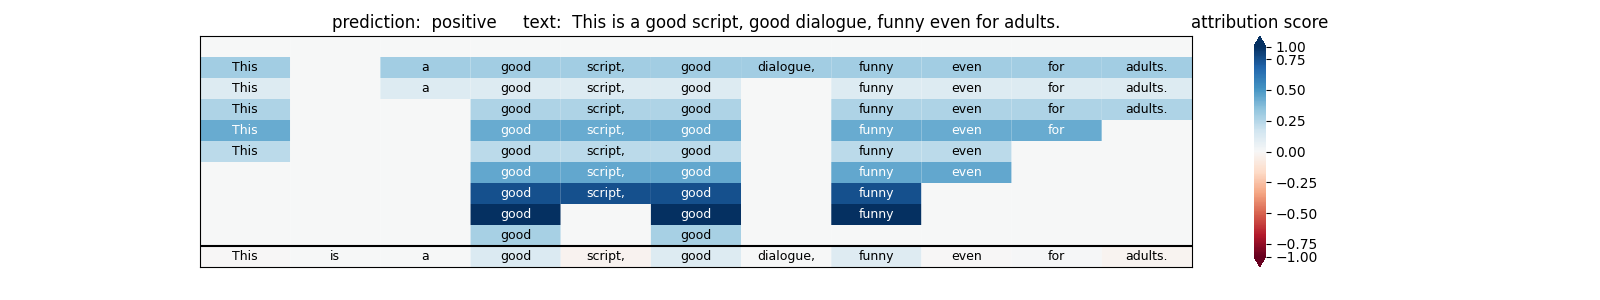 prediction:  positive     text:  This is a good script, good dialogue, funny even for adults.
attribution score
This a good script, good dialogue, funny even for adults.
This a good script, good funny even for adults.
This good script, good funny even for adults.
This good script, good funny even for
This good script, good funny even
good script, good funny even
good script, good funny
good good funny
good good
This is a good script, good dialogue, funny even for adults.
1.00
0.75
0.50
0.25
0.00
−0.25
−0.50
−0.75
−1.00